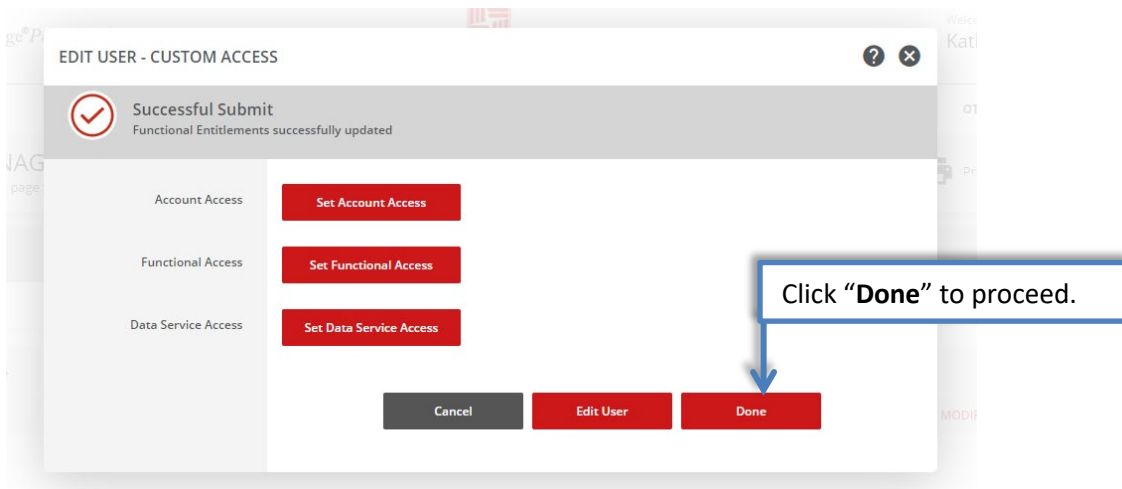 EDIT USER - CUSTOM ACCESS
Successful Submit
Functional Entitlements successfully updated
page
Account Access
Set Account Access
Functional Access
Set Functional Access
Data Service Access
Set Data Service Access
Click “Done” to proceed.
Cancel
Edit User
Done